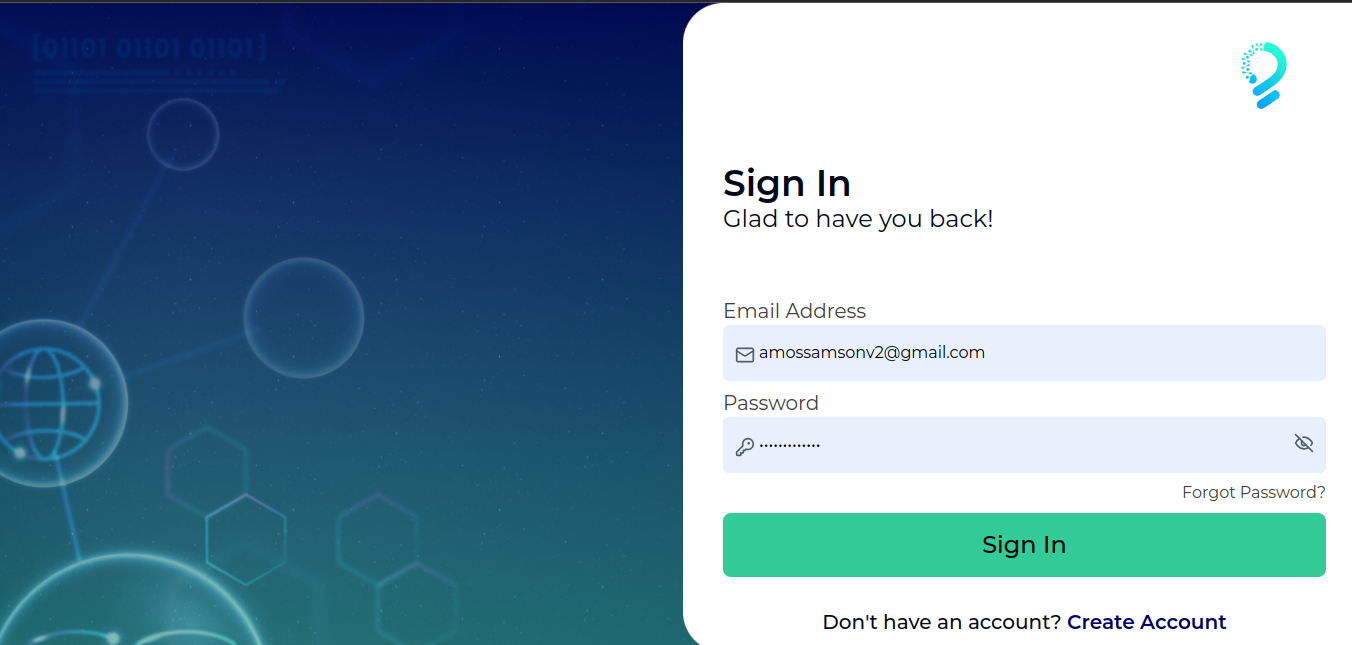 [01101 01101 01101]
Sign In
Glad to have you back!
Email Address
amossamsonv2@gmail.com
Password
•••••••••••••
Forgot Password?
Sign In
Don't have an account? Create Account